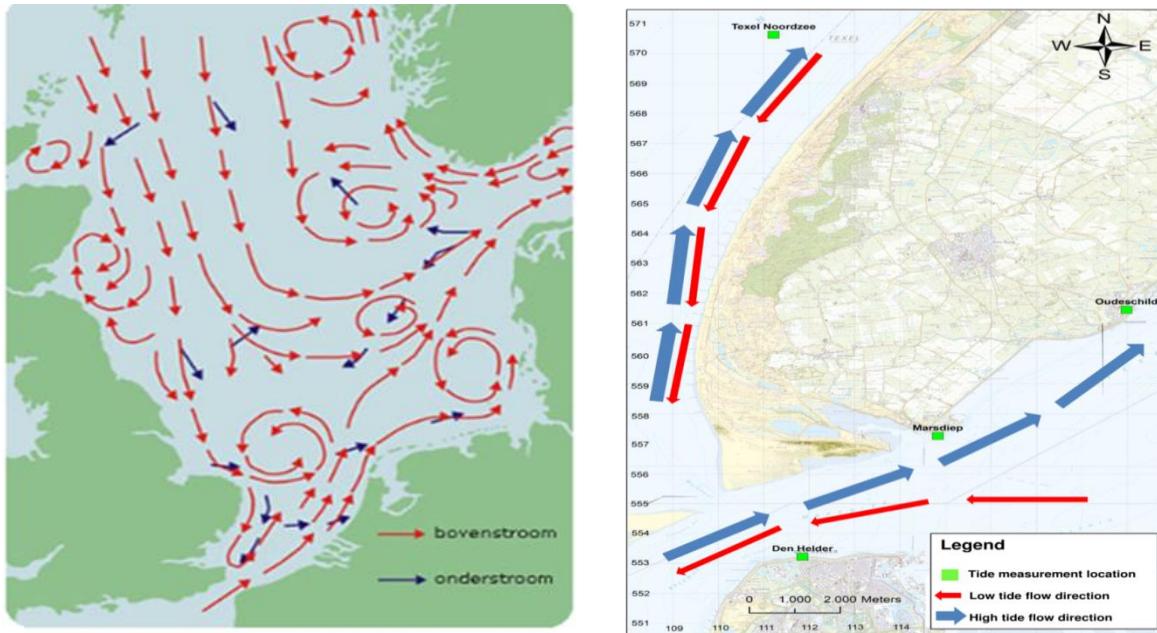 bovenstroom
onderstroom
571
570
569
568
567
566
565
564
563
562
561
560
559
558
557
556
555
554
553
552
551
Texel Noordzee
TEXEL
N
W
E
S
Oudeschild
Marsdiep
Den Helder
0 1.000 2.000 Meters
109 110 111 112 113 114
Legend
Tide measurement location
Low tide flow direction
High tide flow direction